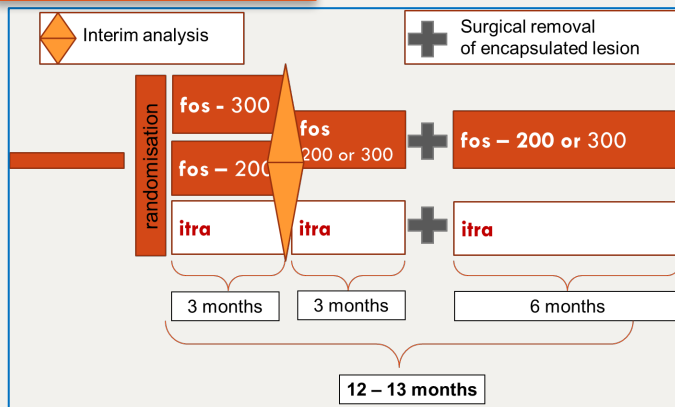 Interim analysis
Surgical removal
of encapsulated lesion
randomisation
fos - 300
fos – 200
itra
fos
200 or 300
itra
fos – 200 or 300
itra
3 months
3 months
6 months
12 – 13 months